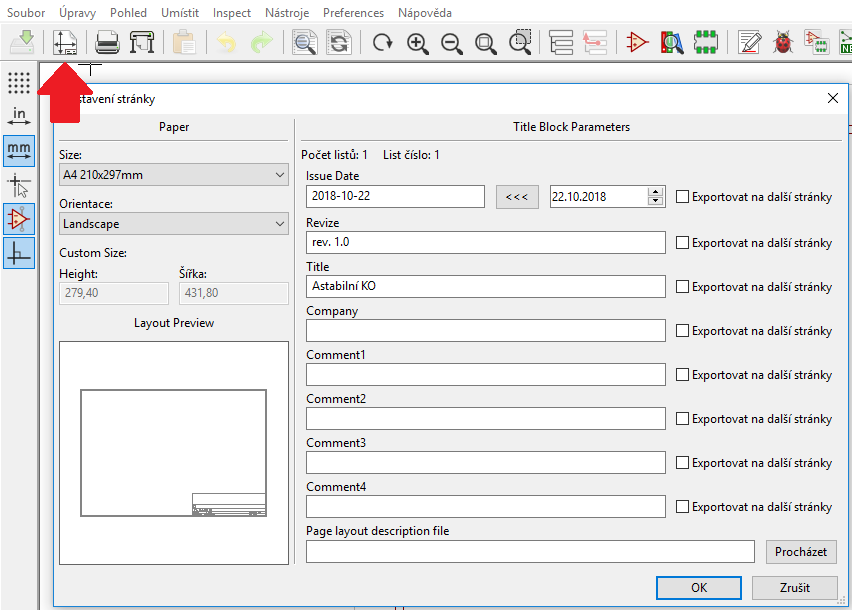 Soubor Úpravy Pohled Umístit Inspect Nástroje Preferences Nápověda
in
mm
stavení stránky
Paper
Title Block Parameters
Size:
A4 210x297mm
Orientace:
Landscape
Custom Size:
Height: Šířka:
279,40 431,80
Layout Preview
Počet listů: 1 List číslo: 1
Issue Date
2018-10-22 <<< 22.10.2018 Exportovat na další stránky
Revize
rev. 1.0 Exportovat na další stránky
Title
Astabilní KO Exportovat na další stránky
Company
Exportovat na další stránky
Comment1
Exportovat na další stránky
Comment2
Exportovat na další stránky
Comment3
Exportovat na další stránky
Comment4
Exportovat na další stránky
Page layout description file
Procházet
OK Zrušit